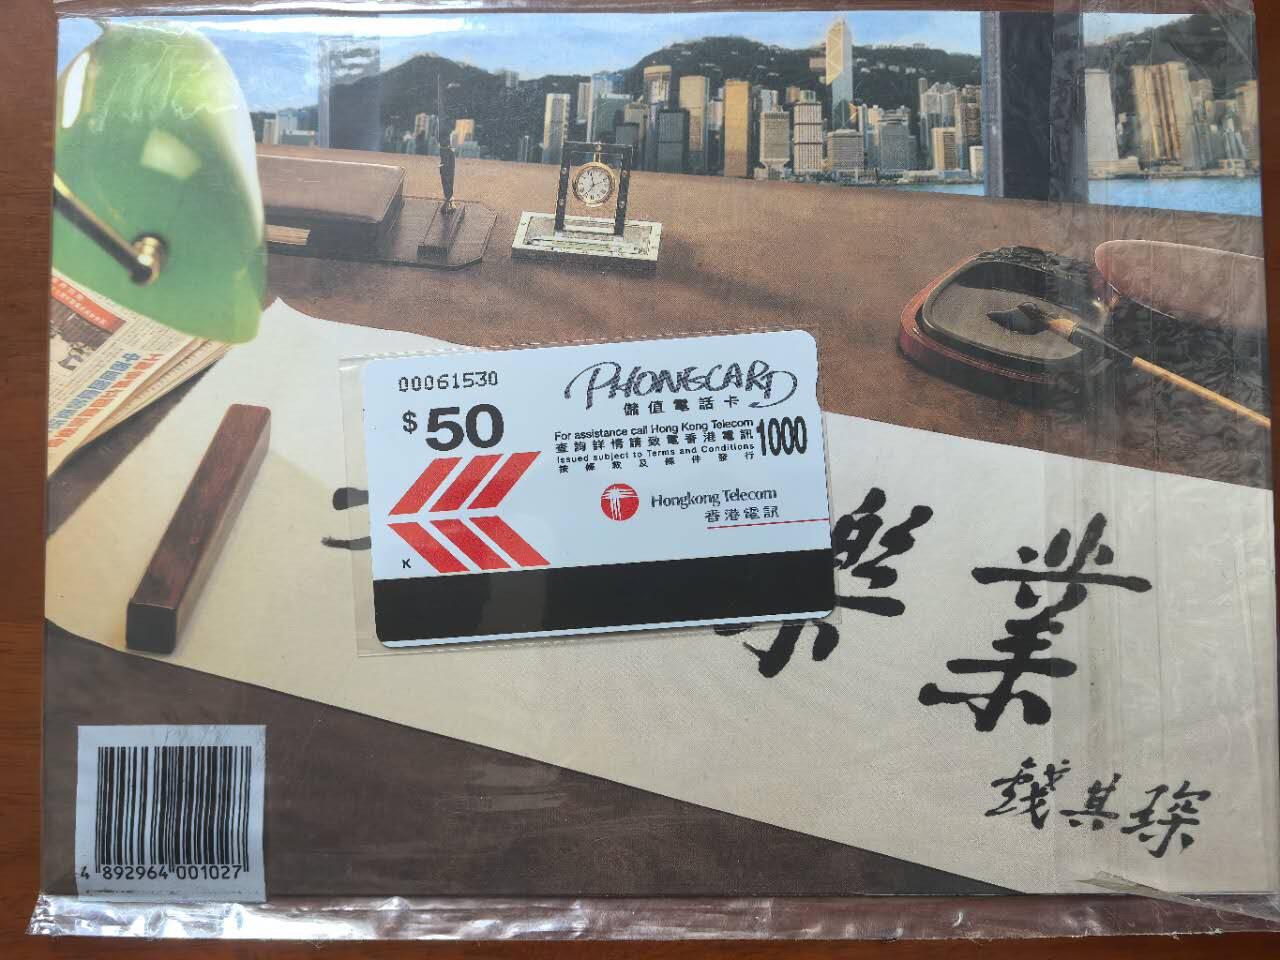 00061530
PHONECARD
儲值電話卡
$50
For assistance call Hong Kong Telecom
查詢詳情請致電香港電訊
Issued subject to Terms and Conditions
按條款及條件發行
1000
Hongkong Telecom
香港電訊
K
樂業
錢其琛
4 892964 001027